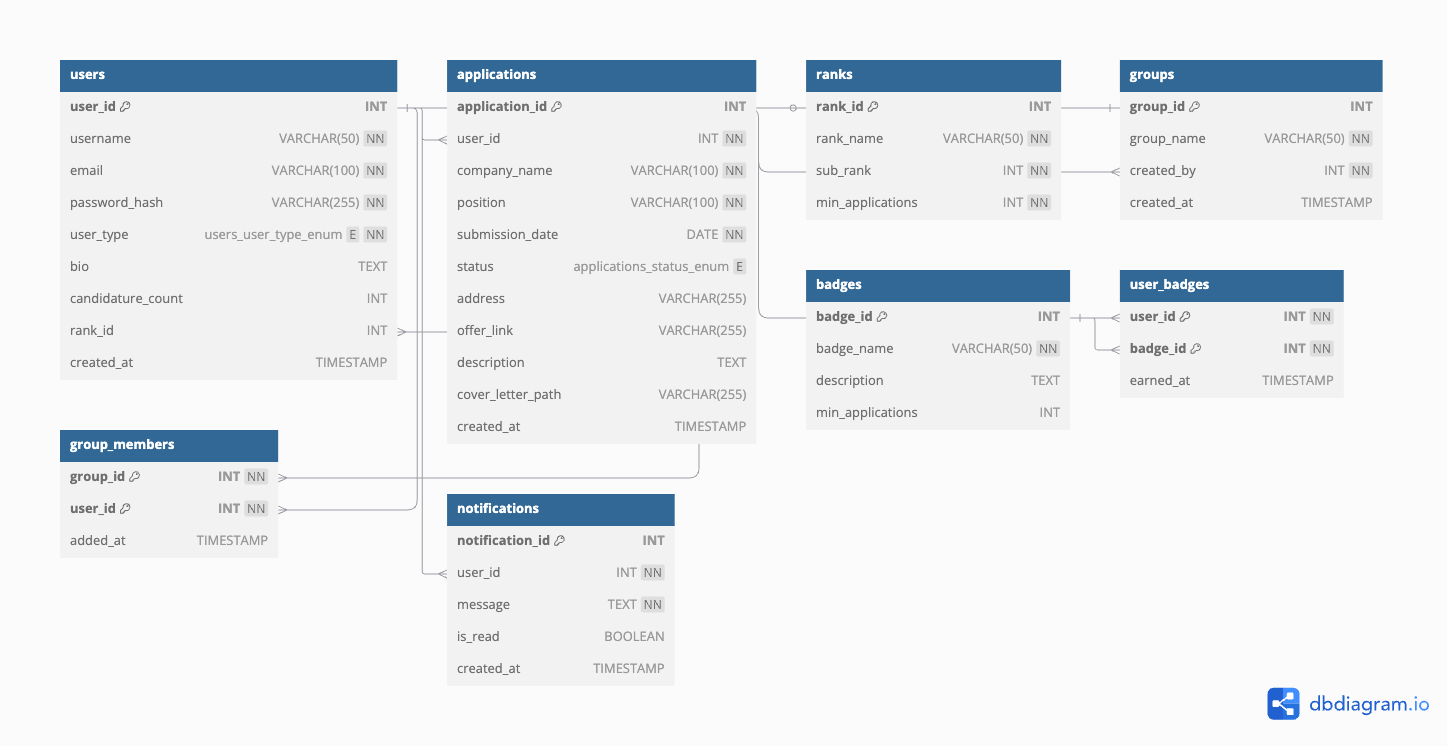 users
user_id INT
username VARCHAR(50) NN
email VARCHAR(100) NN
password_hash VARCHAR(255) NN
user_type users_user_type_enum E NN
bio TEXT
candidature_count INT
rank_id INT
created_at TIMESTAMP
applications
application_id INT
user_id INT NN
company_name VARCHAR(100) NN
position VARCHAR(100) NN
submission_date DATE NN
status applications_status_enum E
address VARCHAR(255)
offer_link VARCHAR(255)
description TEXT
cover_letter_path VARCHAR(255)
created_at TIMESTAMP
ranks
rank_id INT
rank_name VARCHAR(50) NN
sub_rank INT NN
min_applications INT NN
groups
group_id INT
group_name VARCHAR(50) NN
created_by INT NN
created_at TIMESTAMP
badges
badge_id INT
badge_name VARCHAR(50) NN
description TEXT
min_applications INT
user_badges
user_id INT NN
badge_id INT NN
earned_at TIMESTAMP
group_members
group_id INT NN
user_id INT NN
added_at TIMESTAMP
notifications
notification_id INT
user_id INT NN
message TEXT NN
is_read BOOLEAN
created_at TIMESTAMP
dbdiagram.io